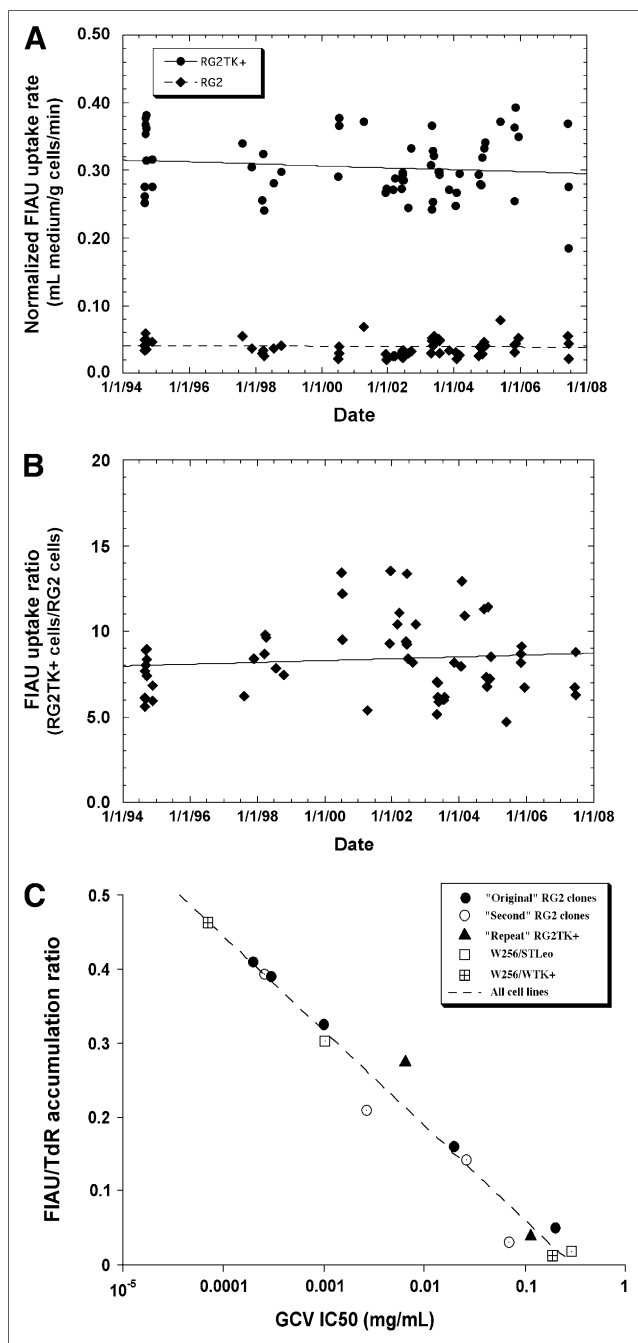 A
0.50
0.40
0.30
0.20
0.10
0.0
Normalized FIAU uptake rate
(mL medium/g cells/min)
RG2TK+
RG2
1/1/94 1/1/96 1/1/98 1/1/00 1/1/02 1/1/04 1/1/06 1/1/08
Date
B
20
15
10
5.0
0.0
FIAU uptake ratio
(RG2TK+ cells/RG2 cells)
1/1/94 1/1/96 1/1/98 1/1/00 1/1/02 1/1/04 1/1/06 1/1/08
Date
C
0.5
0.4
0.3
0.2
0.1
0
FIAU/TdR accumulation ratio
"Original" RG2 clones
"Second" RG2 clones
"Repeat" RG2TK+
W256/STLeo
W256/WTK+
All cell lines
10-5 0.0001 0.001 0.01 0.1 1
GCV IC50 (mg/mL)